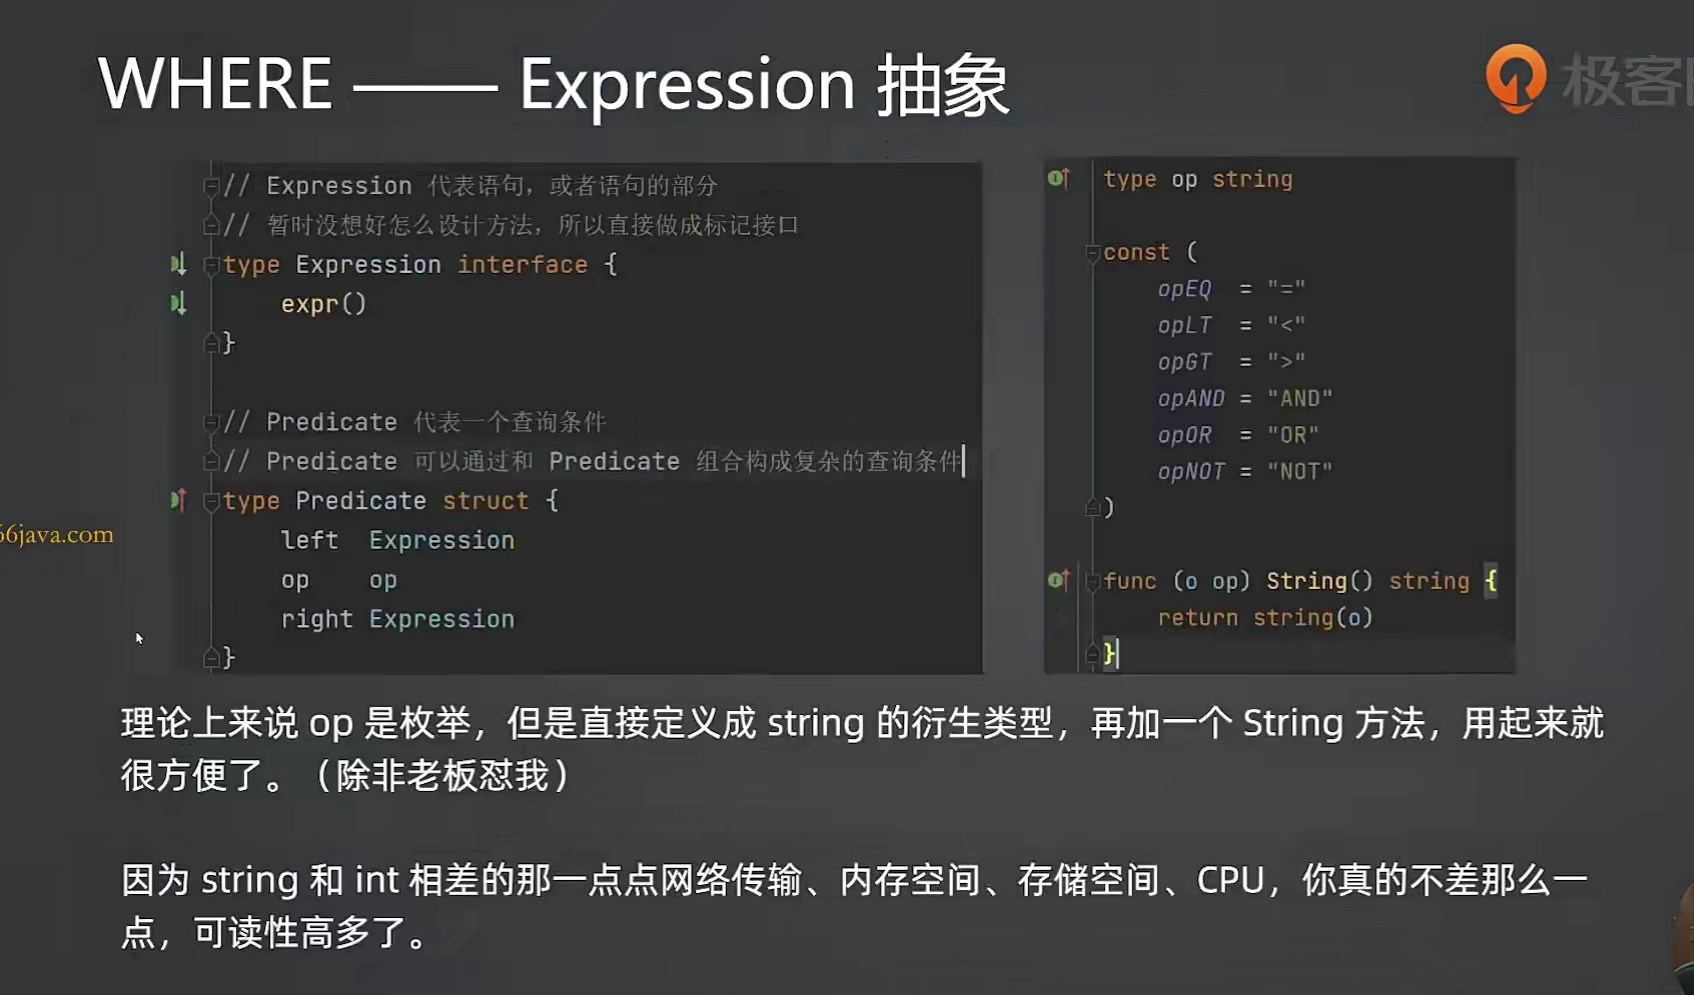 WHERE —— Expression 抽象
极客
// Expression 代表语句，或者语句的部分
// 暂时没想好怎么设计方法，所以直接做成标记接口
type Expression interface {
expr()
}
// Predicate 代表一个查询条件
// Predicate 可以通过和 Predicate 组合构成复杂的查询条件
type Predicate struct {
left Expression
op op
right Expression
}
type op string
const (
opEQ = "="
opLT = "<"
opGT = ">"
opAND = "AND"
opOR = "OR"
opNOT = "NOT"
)
func (o op) String() string {
return string(o)
}
66java.com
理论上来说 op 是枚举，但是直接定义成 string 的衍生类型，再加一个 String 方法，用起来就
很方便了。（除非老板怼我）
因为 string 和 int 相差的那一点点网络传输、内存空间、存储空间、CPU，你真的不差那么一
点，可读性高多了。